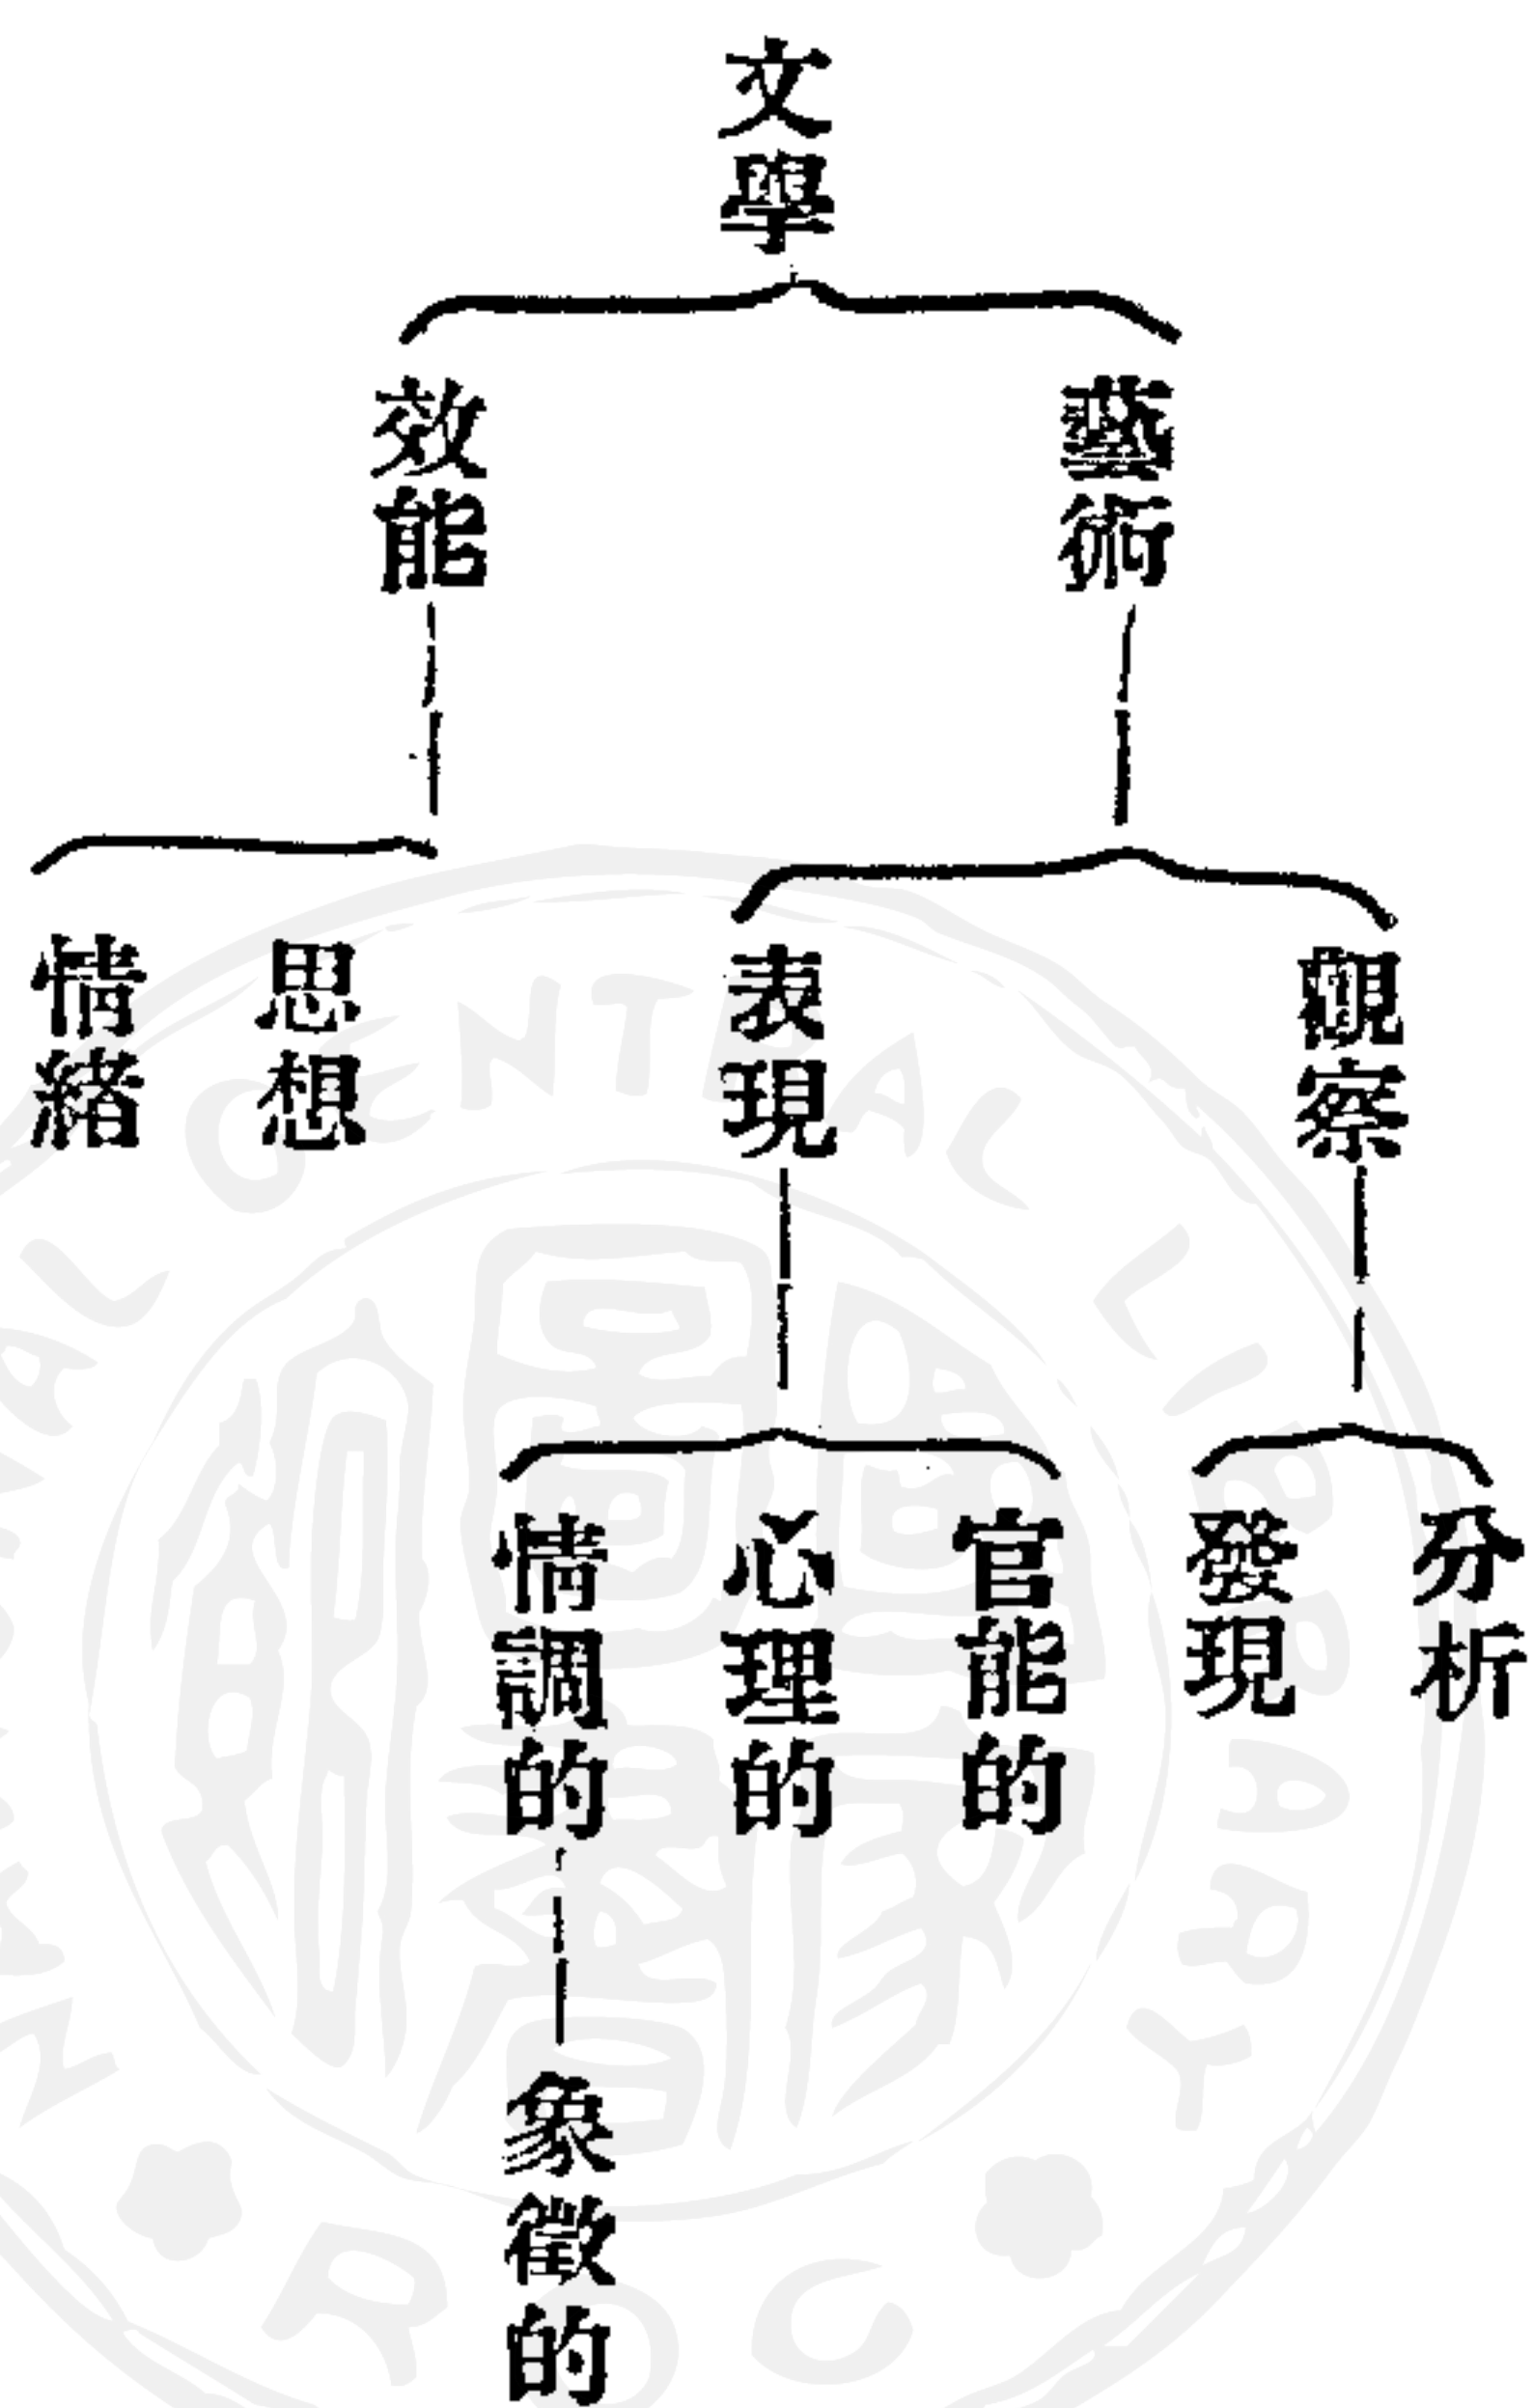 文學
藝術
效能
觀察
表現
思想
情緒
分析
發現
官能的
心理的
情調的
象徵的